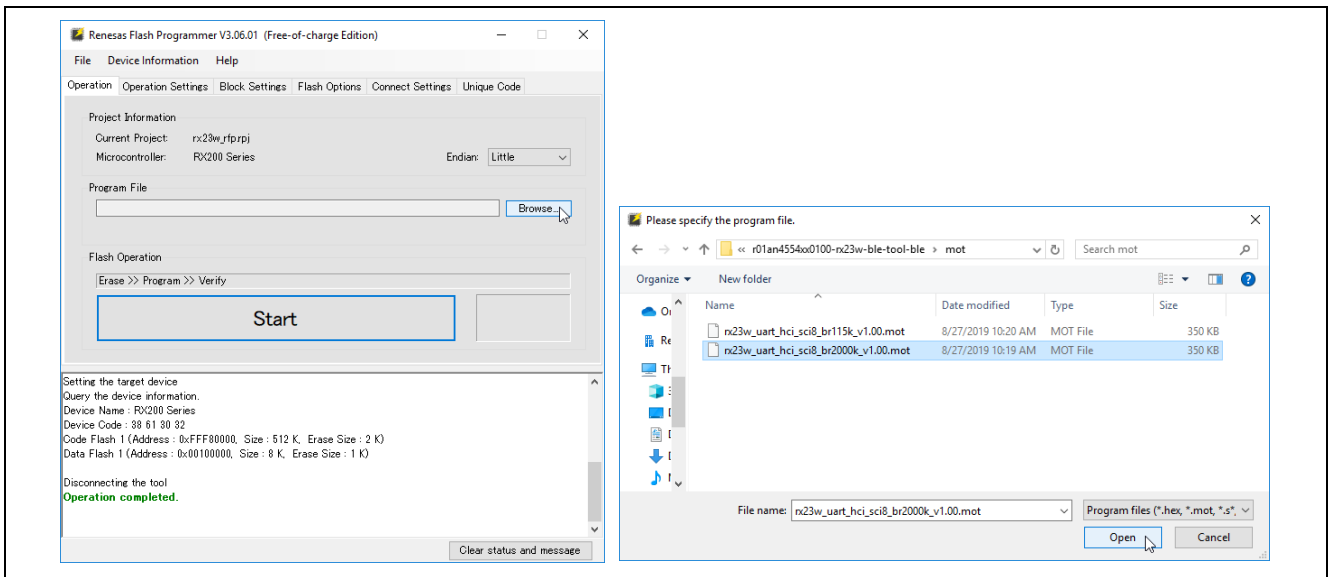 Renesas Flash Programmer V3.06.01 (Free-of-charge Edition)
File Device Information Help
Operation Operation Settings Block Settings Flash Options Connect Settings Unique Code
Project Information
Current Project: rx23w_rfp.rpj
Microcontroller: RX200 Series Endian: Little
Program File
Browse...
Flash Operation
Erase >> Program >> Verify
Start
Setting the target device
Query the device information.
Device Name : RX200 Series
Device Code : 38 61 30 32
Code Flash 1 (Address : 0xFFF80000, Size : 512 K, Erase Size : 2 K)
Data Flash 1 (Address : 0x00100000, Size : 8 K, Erase Size : 1 K)
Disconnecting the tool
Operation completed.
Clear status and message
Please specify the program file.
« r01an4554xx0100-rx23w-ble-tool-ble > mot Search mot
Organize New folder
Name Date modified Type Size
rx23w_uart_hci_sci8_br115k_v1.00.mot 8/27/2019 10:20 AM MOT File 350 KB
rx23w_uart_hci_sci8_br2000k_v1.00.mot 8/27/2019 10:19 AM MOT File 350 KB
Re
File name: rx23w_uart_hci_sci8_br2000k_v1.00.mot Program files (*.hex, *.mot, *.s*,
Open Cancel